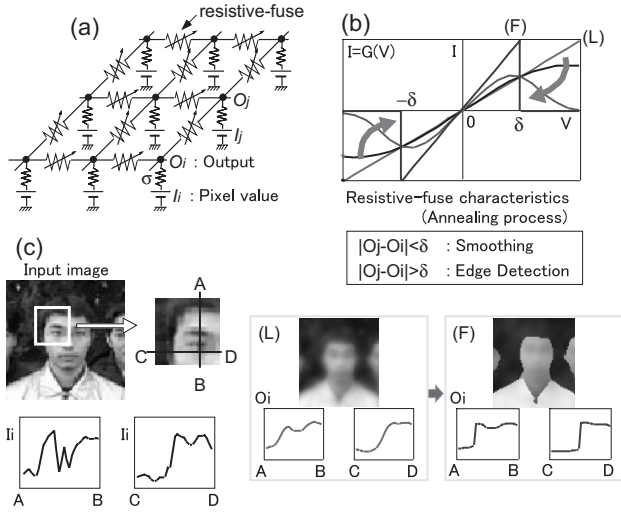 (a)
resistive-fuse
Oj
Ij
Oi : Output
σ
Ii : Pixel value
(b)
(F)
(L)
I=G(V)
I
−δ
0
δ
V
Resistive-fuse characteristics
(Annealing process)
|Oj-Oi|<δ : Smoothing
|Oj-Oi|>δ : Edge Detection
(c)
Input image
A
C
D
B
Ii
A
B
Ii
C
D
(L)
Oi
A
B
C
D
(F)
Oi
A
B
C
D